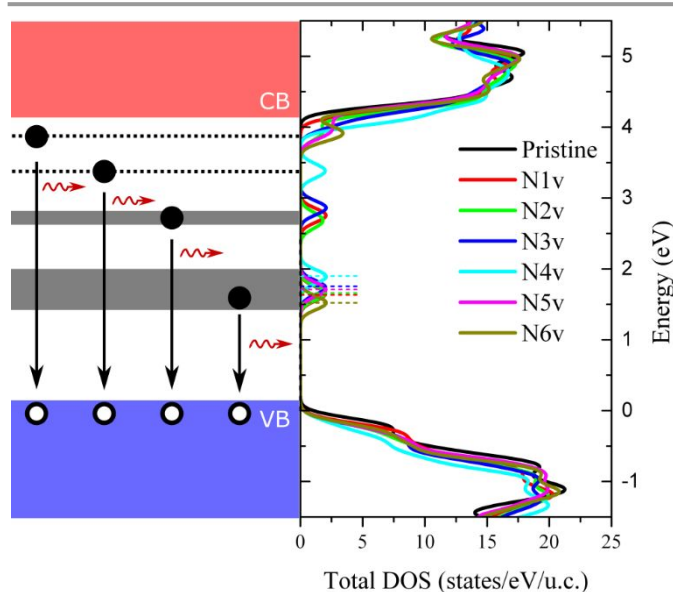 CB
VB
Pristine
N1v
N2v
N3v
N4v
N5v
N6v
5
4
3
2
1
0
-1
Energy (eV)
0 5 10 15 20 25
Total DOS (states/eV/u.c.)